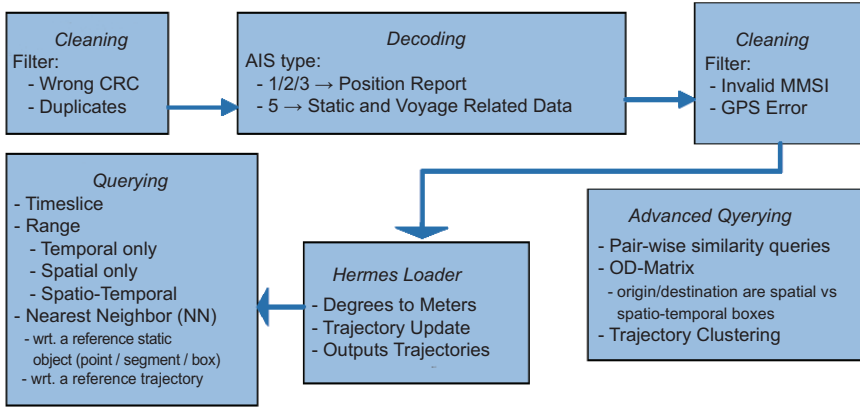 Cleaning
Filter:
- Wrong CRC
- Duplicates
Decoding
AIS type:
- 1/2/3 → Position Report
- 5 → Static and Voyage Related Data
Cleaning
Filter:
- Invalid MMSI
- GPS Error
Querying
- Timeslice
- Range
- Temporal only
- Spatial only
- Spatio-Temporal
- Nearest Neighbor (NN)
- wrt. a reference static
object (point / segment / box)
- wrt. a reference trajectory
Hermes Loader
- Degrees to Meters
- Trajectory Update
- Outputs Trajectories
Advanced Qyerying
- Pair-wise similarity queries
- OD-Matrix
- origin/destination are spatial vs
spatio-temporal boxes
- Trajectory Clustering